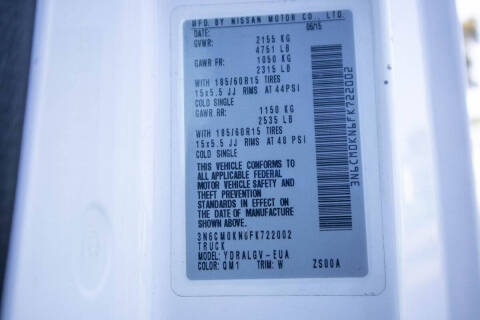 MFD. BY NISSAN MOTOR CO., LTD.
DATE: 06/15
GVWR: 2155 KG
4751 LB
GAWR FR: 1050 KG
2315 LB
WITH 185/60R15 TIRES
15x5.5 JJ RIMS AT 44PSI
COLD SINGLE
GAWR RR: 1150 KG
2535 LB
WITH 185/60R15 TIRES
15x5.5 JJ RIMS AT 48 PSI
COLD SINGLE
THIS VEHICLE CONFORMS TO
ALL APPLICABLE FEDERAL
MOTOR VEHICLE SAFETY AND
THEFT PREVENTION
STANDARDS IN EFFECT ON
THE DATE OF MANUFACTURE
SHOWN ABOVE.
3N6CM0KN6FK722002
TRUCK
MODEL: YDRALGV-EUA
COLOR: QM1 TRIM: W ZS00A
3N6CM0KN6FK722002